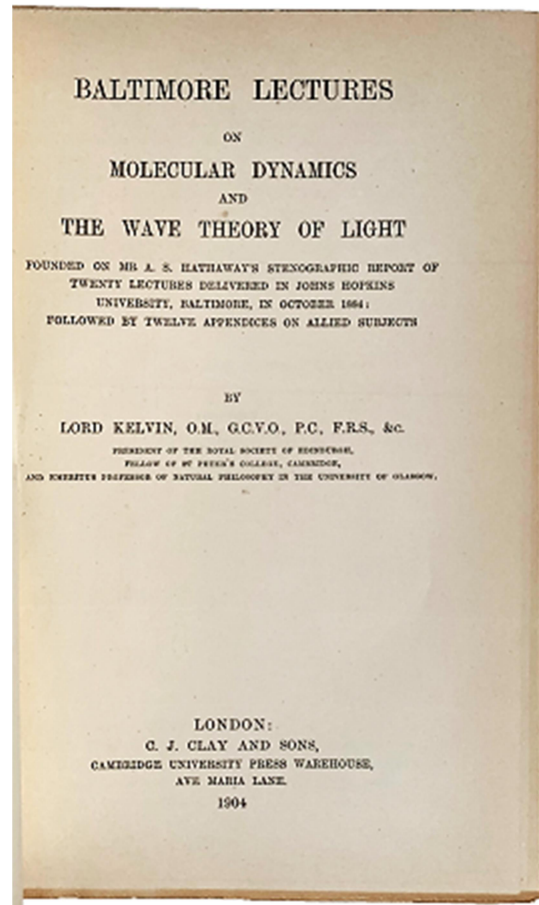 BALTIMORE LECTURES
ON
MOLECULAR DYNAMICS
AND
THE WAVE THEORY OF LIGHT
FOUNDED ON MR A. S. HATHAWAY'S STENOGRAPHIC REPORT OF
TWENTY LECTURES DELIVERED IN JOHNS HOPKINS
UNIVERSITY, BALTIMORE, IN OCTOBER 1884:
FOLLOWED BY TWELVE APPENDICES ON ALLIED SUBJECTS
BY
LORD KELVIN, O.M., G.C.V.O., P.C., F.R.S., &c.
PRESIDENT OF THE ROYAL SOCIETY OF EDINBURGH,
FELLOW OF ST PETER'S COLLEGE, CAMBRIDGE,
AND EMERITUS PROFESSOR OF NATURAL PHILOSOPHY IN THE UNIVERSITY OF GLASGOW,
LONDON:
C. J. CLAY AND SONS,
CAMBRIDGE UNIVERSITY PRESS WAREHOUSE,
AVE MARIA LANE.
1904